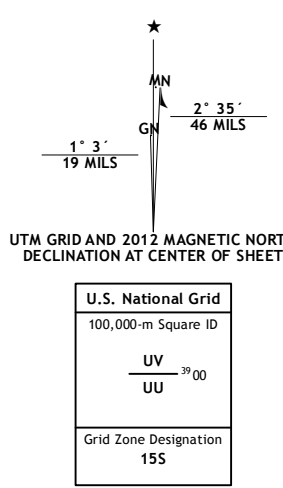 ★
MN
GN
2° 35´
46 MILS
1° 3´
19 MILS
UTM GRID AND 2012 MAGNETIC NORT
DECLINATION AT CENTER OF SHEET
U.S. National Grid
100,000-m Square ID
UV
39 00
UU
Grid Zone Designation
15S